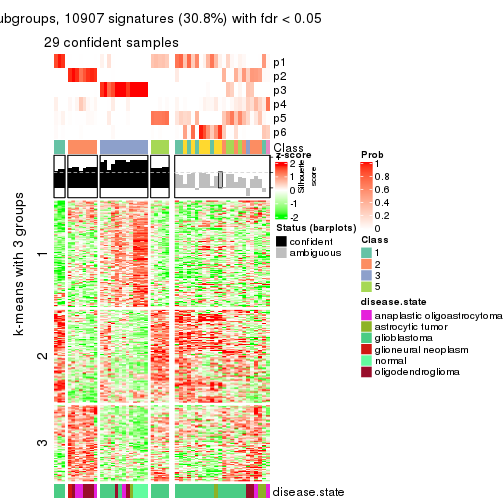 ubgroups, 10907 signatures (30.8%) with fdr < 0.05
29 confident samples
p1
p2
p3
p4
p5
p6
Class
z-score
2
1
0
-1
-2
Silhouette
score
1
0
Prob
1
0.8
0.6
0.4
0.2
0
Status (barplots)
confident
ambiguous
Class
1
2
3
5
disease.state
anaplastic oligoastrocytoma
astrocytic tumor
glioblastoma
glioneural neoplasm
normal
oligodendroglioma
k-means with 3 groups
1
2
3
disease.state